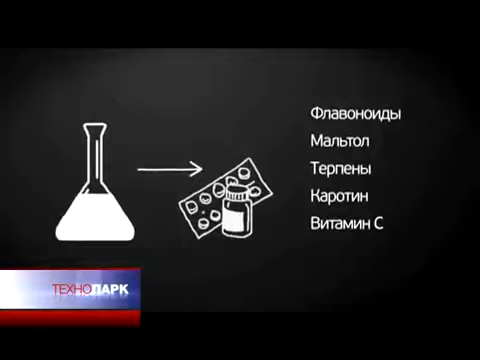 Флавоноиды
Мальтол
Терпены
Каротин
Витамин С
ТЕХНОПАРК